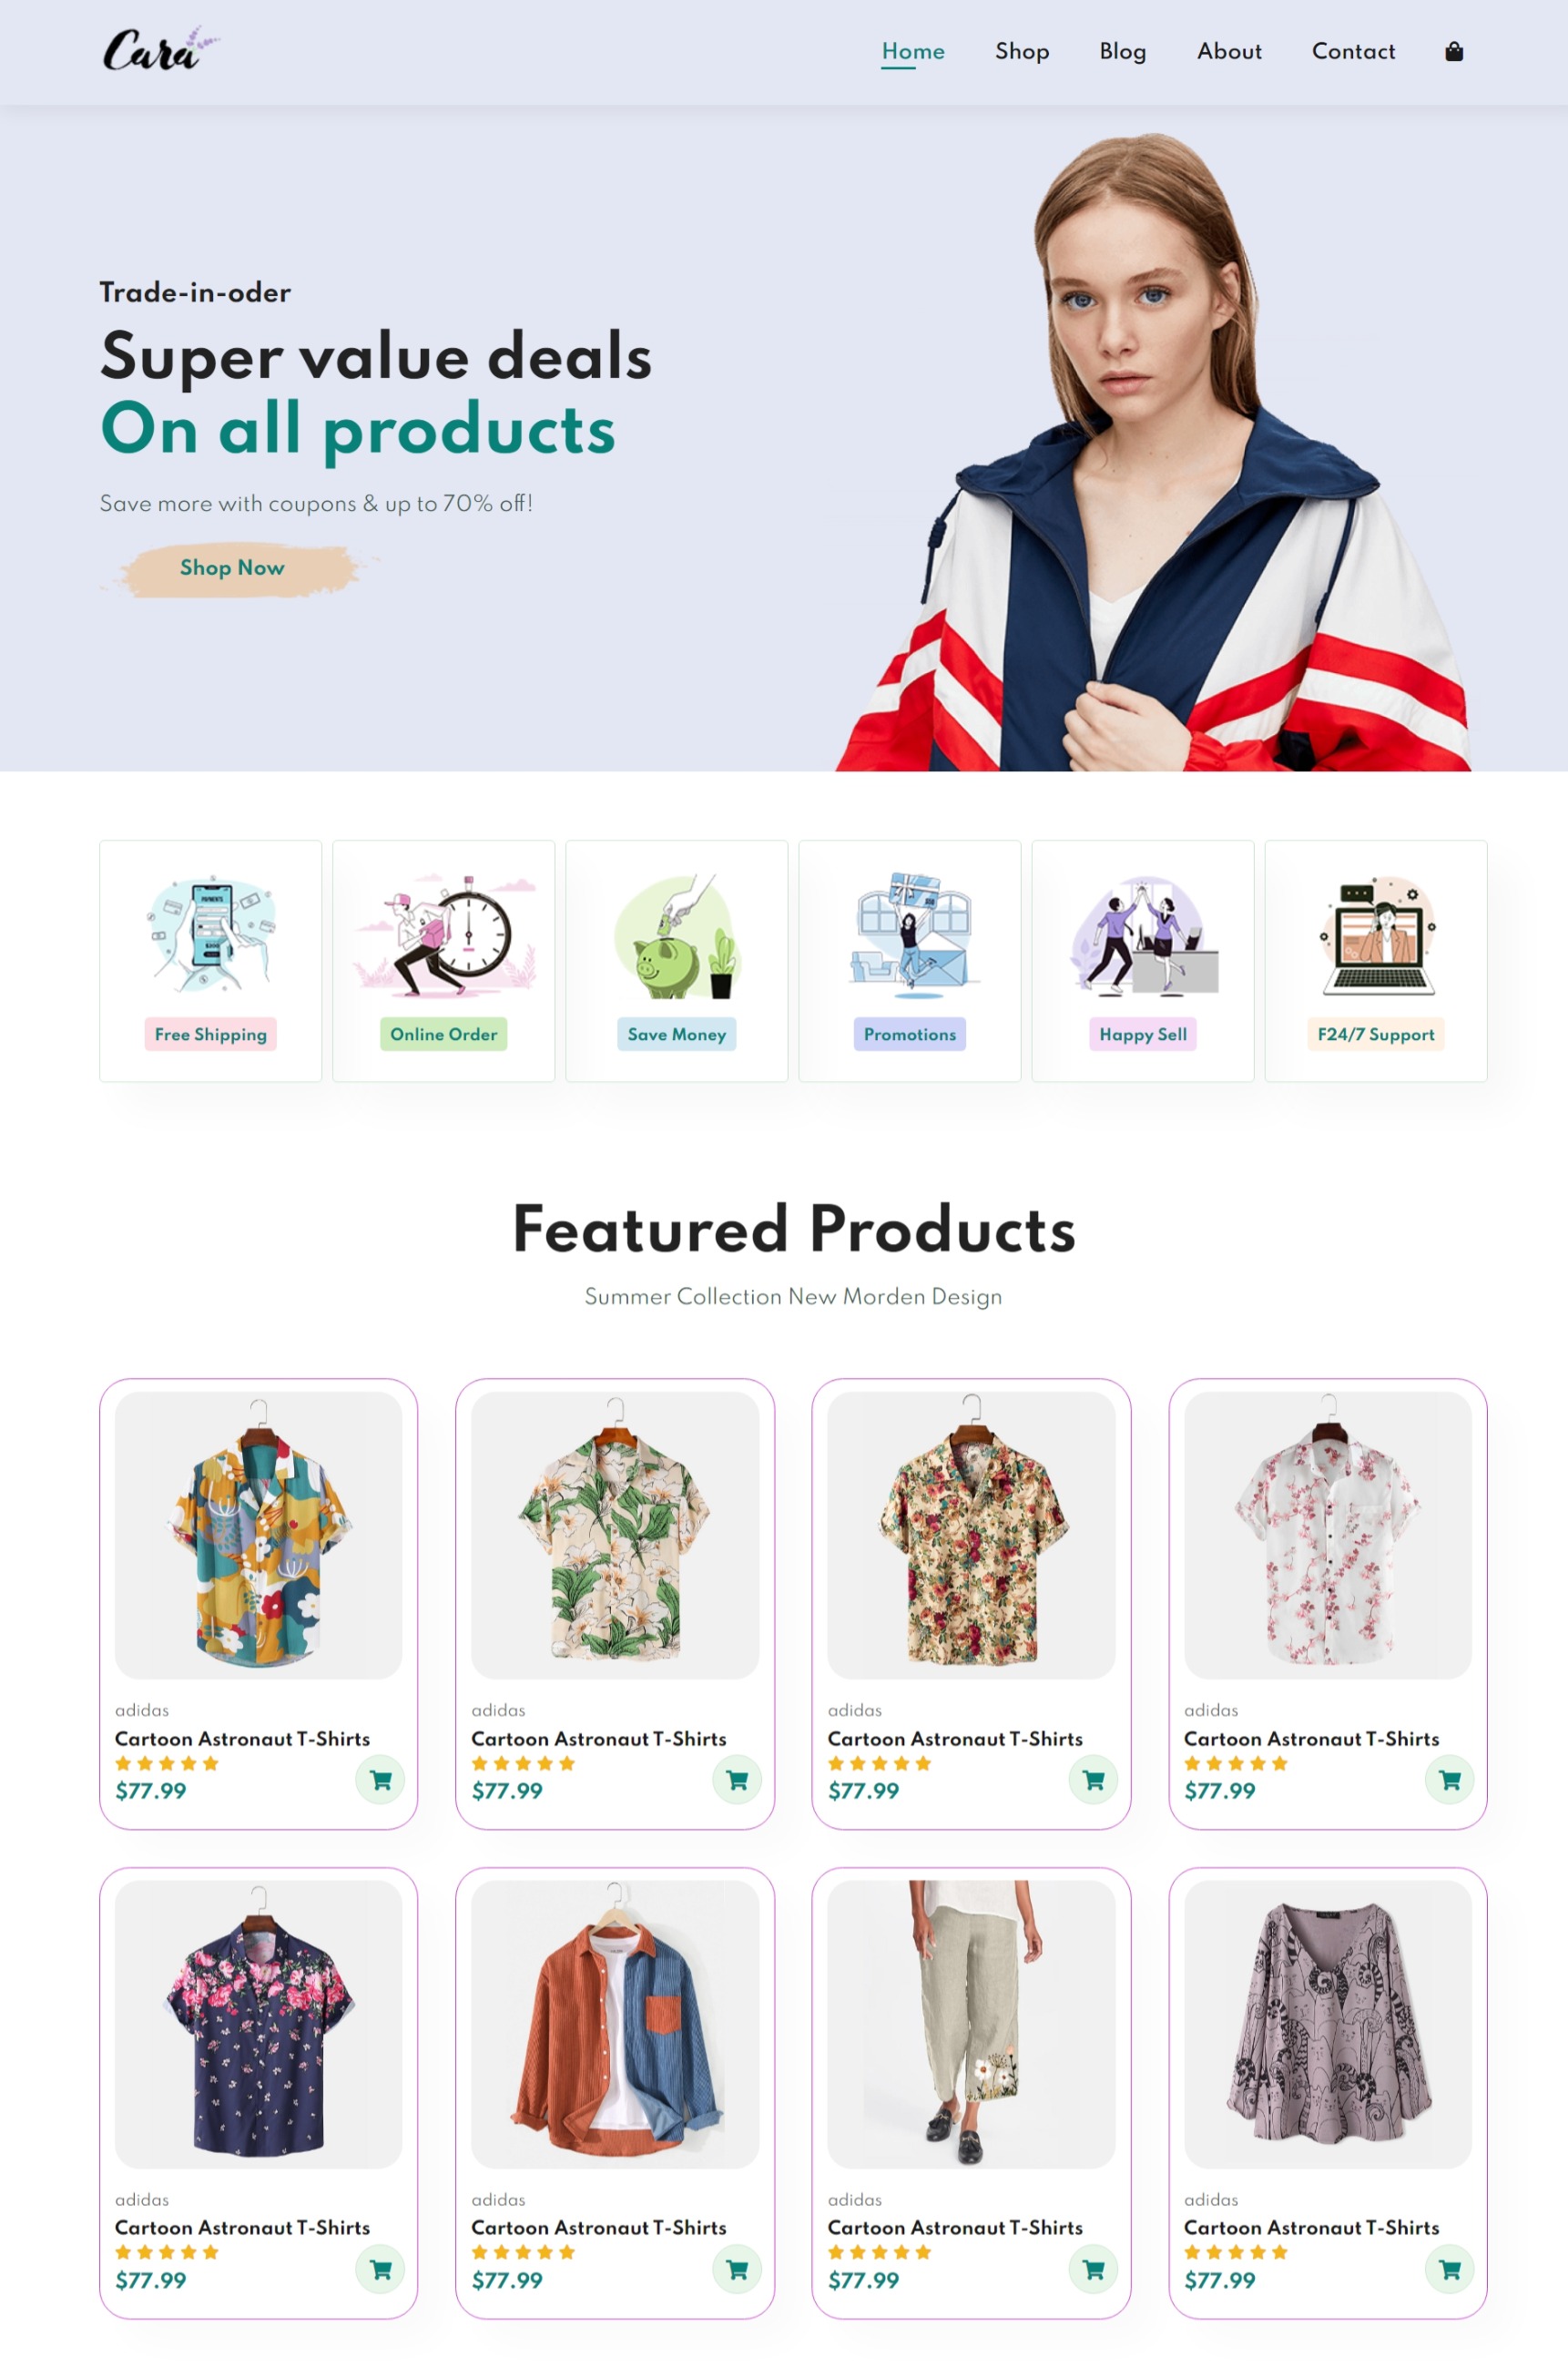 Cara
Home Shop Blog About Contact
Trade-in-oder
Super value deals
On all products
Save more with coupons & up to 70% off!
Shop Now
PAYMENTS
Free Shipping Online Order Save Money Promotions Happy Sell F24/7 Support
Featured Products
Summer Collection New Morden Design
adidas adidas adidas adidas
Cartoon Astronaut T-Shirts Cartoon Astronaut T-Shirts Cartoon Astronaut T-Shirts Cartoon Astronaut T-Shirts
$77.99 $77.99 $77.99 $77.99
adidas adidas adidas adidas
Cartoon Astronaut T-Shirts Cartoon Astronaut T-Shirts Cartoon Astronaut T-Shirts Cartoon Astronaut T-Shirts
$77.99 $77.99 $77.99 $77.99